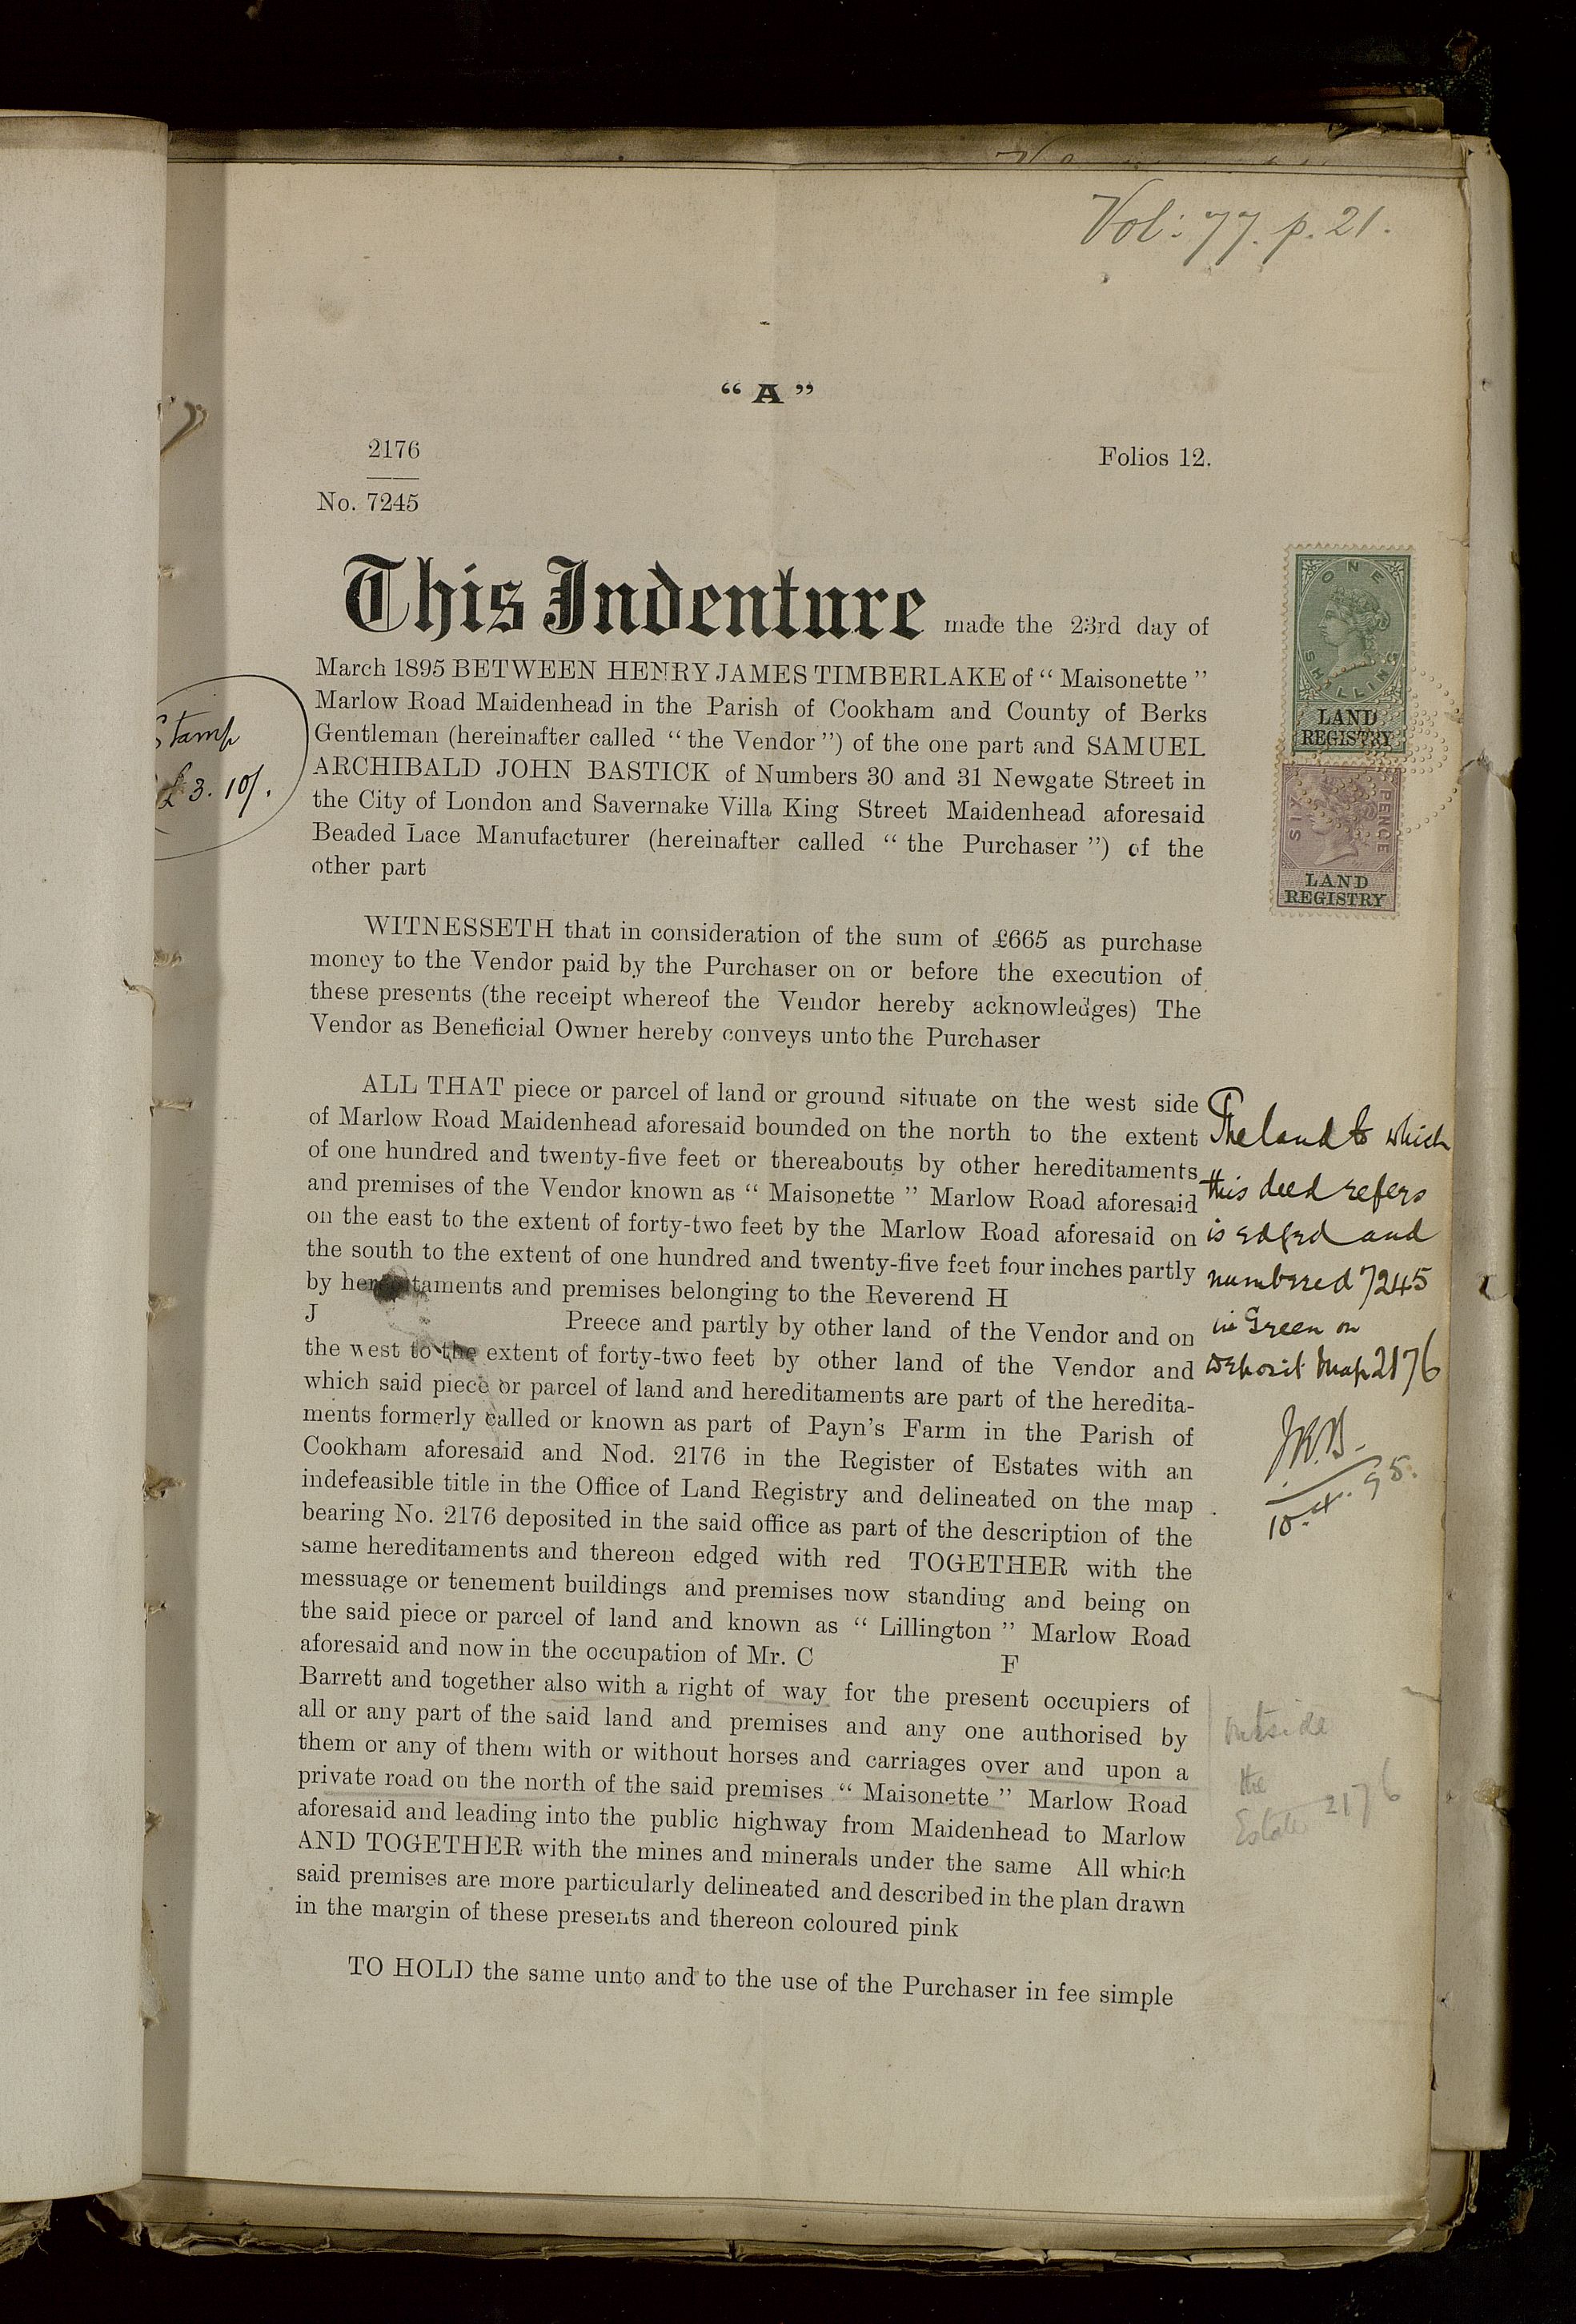 Vol: 77. p. 21.
“ A ”
2176
Folios 12.
No. 7245
This Indenture made the 23rd day of
March 1895 BETWEEN HENRY JAMES TIMBERLAKE of “ Maisonette ”
Marlow Road Maidenhead in the Parish of Cookham and County of Berks
Gentleman (hereinafter called “ the Vendor ”) of the one part and SAMUEL
ARCHIBALD JOHN BASTICK of Numbers 30 and 31 Newgate Street in
the City of London and Savernake Villa King Street Maidenhead aforesaid
Beaded Lace Manufacturer (hereinafter called “ the Purchaser ”) of the
other part
Stamp
£3. 10/.
ONE
SHILLING
LAND
REGISTRY
SIX PENCE
LAND
REGISTRY
WITNESSETH that in consideration of the sum of £665 as purchase
money to the Vendor paid by the Purchaser on or before the execution of
these presents (the receipt whereof the Vendor hereby acknowledges) The
Vendor as Beneficial Owner hereby conveys unto the Purchaser
ALL THAT piece or parcel of land or ground situate on the west side
of Marlow Road Maidenhead aforesaid bounded on the north to the extent
of one hundred and twenty-five feet or thereabouts by other hereditaments
and premises of the Vendor known as “ Maisonette ” Marlow Road aforesaid
on the east to the extent of forty-two feet by the Marlow Road aforesaid on
the south to the extent of one hundred and twenty-five feet four inches partly
by hereditaments and premises belonging to the Reverend H
J Preece and partly by other land of the Vendor and on
the west to the extent of forty-two feet by other land of the Vendor and
which said piece or parcel of land and hereditaments are part of the heredita-
ments formerly called or known as part of Payn’s Farm in the Parish of
Cookham aforesaid and Nod. 2176 in the Register of Estates with an
indefeasible title in the Office of Land Registry and delineated on the map
bearing No. 2176 deposited in the said office as part of the description of the
same hereditaments and thereon edged with red TOGETHER with the
messuage or tenement buildings and premises now standing and being on
the said piece or parcel of land and known as “ Lillington ” Marlow Road
aforesaid and now in the occupation of Mr. C F
Barrett and together also with a right of way for the present occupiers of
all or any part of the said land and premises and any one authorised by
them or any of them with or without horses and carriages over and upon a
private road on the north of the said premises “ Maisonette ” Marlow Road
aforesaid and leading into the public highway from Maidenhead to Marlow
AND TOGETHER with the mines and minerals under the same All which
said premises are more particularly delineated and described in the plan drawn
in the margin of these presents and thereon coloured pink
The land to which
this deed refers
is edged and
numbered 7245
in Green on
Deposit Map 2176
10. 4. 95.
Outside
the
Estate 2176
TO HOLD the same unto and to the use of the Purchaser in fee simple